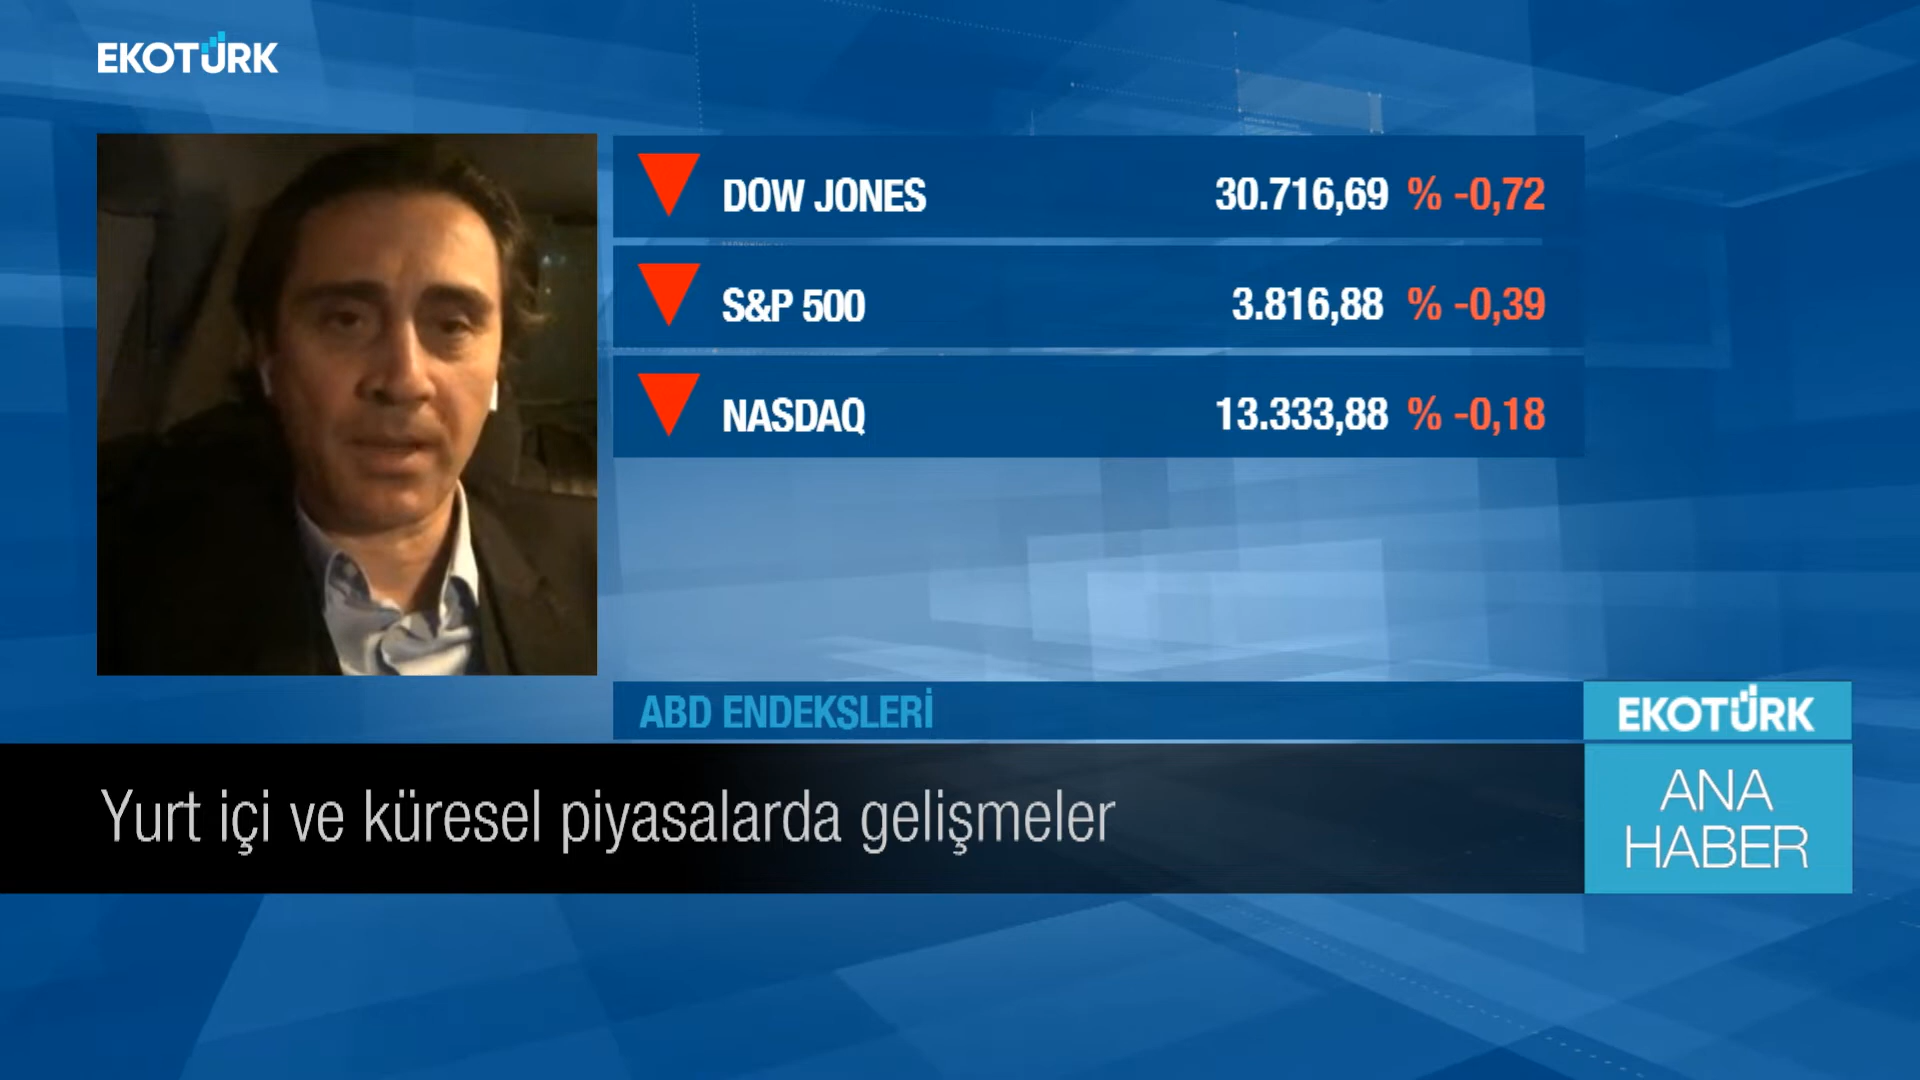 EKOTÜRK
DOW JONES 30.716,69 % -0,72
S&P 500 3.816,88 % -0,39
NASDAQ 13.333,88 % -0,18
ABD ENDEKSLERİ
EKOTÜRK
Yurt içi ve küresel piyasalarda gelişmeler
ANA
HABER